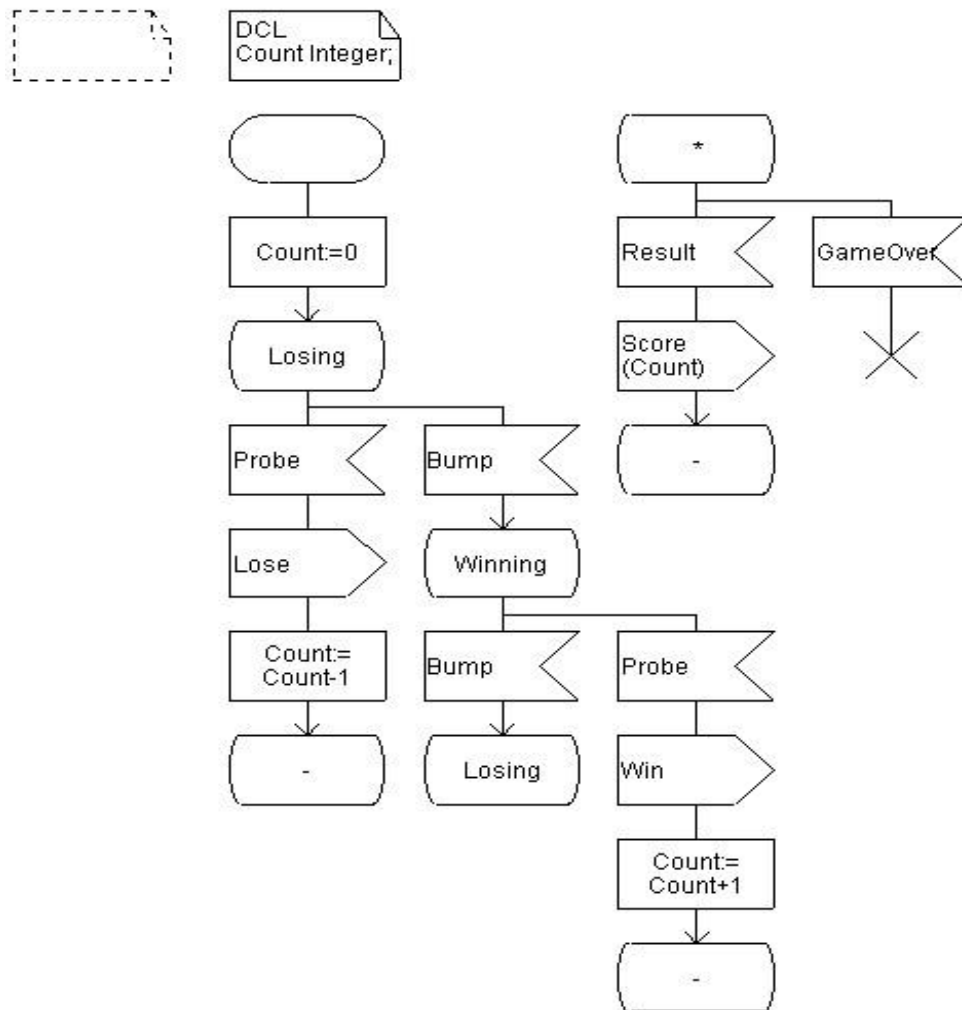 DCL
Count Integer;
*
Count:=0
Result
GameOver
Losing
Score
(Count)
Probe
Bump
-
Lose
Winning
Count:=
Count-1
Bump
Probe
-
Losing
Win
Count:=
Count+1
-